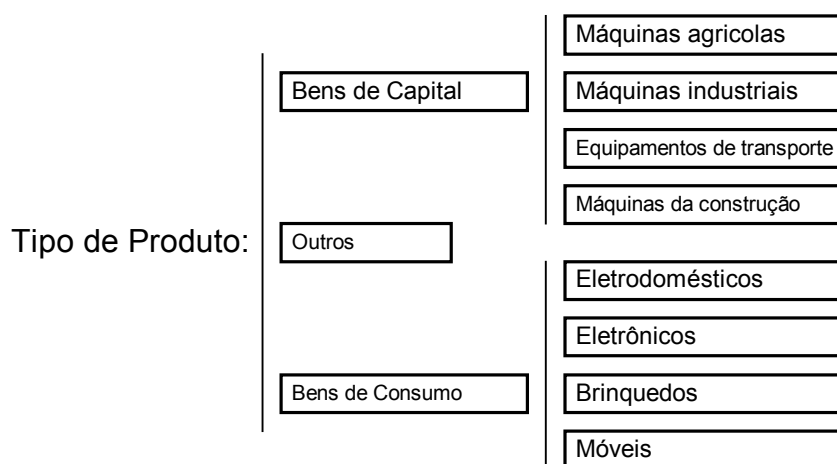 Tipo de Produto:
Bens de Capital
Máquinas agricolas
Máquinas industriais
Equipamentos de transporte
Máquinas da construção
Outros
Bens de Consumo
Eletrodomésticos
Eletrônicos
Brinquedos
Móveis